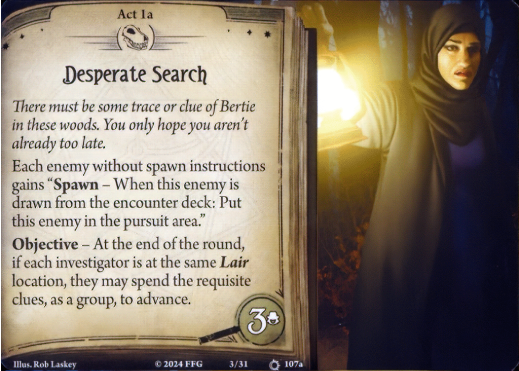 Act 1a
Desperate Search
There must be some trace or clue of Bertie
in these woods. You only hope you aren't
already too late.
Each enemy without spawn instructions
gains “Spawn – When this enemy is
drawn from the encounter deck: Put
this enemy in the pursuit area.”
Objective – At the end of the round,
if each investigator is at the same Lair
location, they may spend the requisite
clues, as a group, to advance.
3
Illus. Rob Laskey © 2024 FFG 3/31 107a